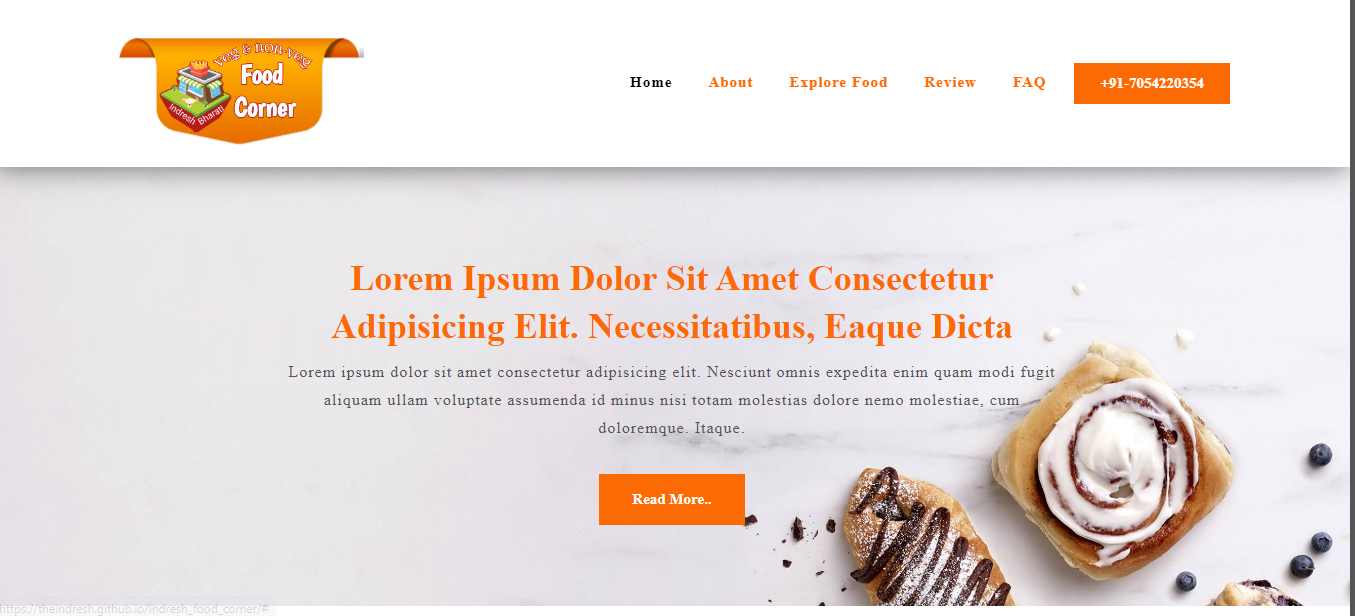 veg & non-veg
Food
Corner
Indresh Bharati
Home About Explore Food Review FAQ +91-7054220354
Lorem Ipsum Dolor Sit Amet Consectetur
Adipisicing Elit. Necessitatibus, Eaque Dicta
Lorem ipsum dolor sit amet consectetur adipisicing elit. Nesciunt omnis expedita enim quam modi fugit
aliquam ullam voluptate assumenda id minus nisi totam molestias dolore nemo molestiae, cum
doloremque. Itaque.
Read More..
https://theindresh.github.io/indresh_food_corner/#